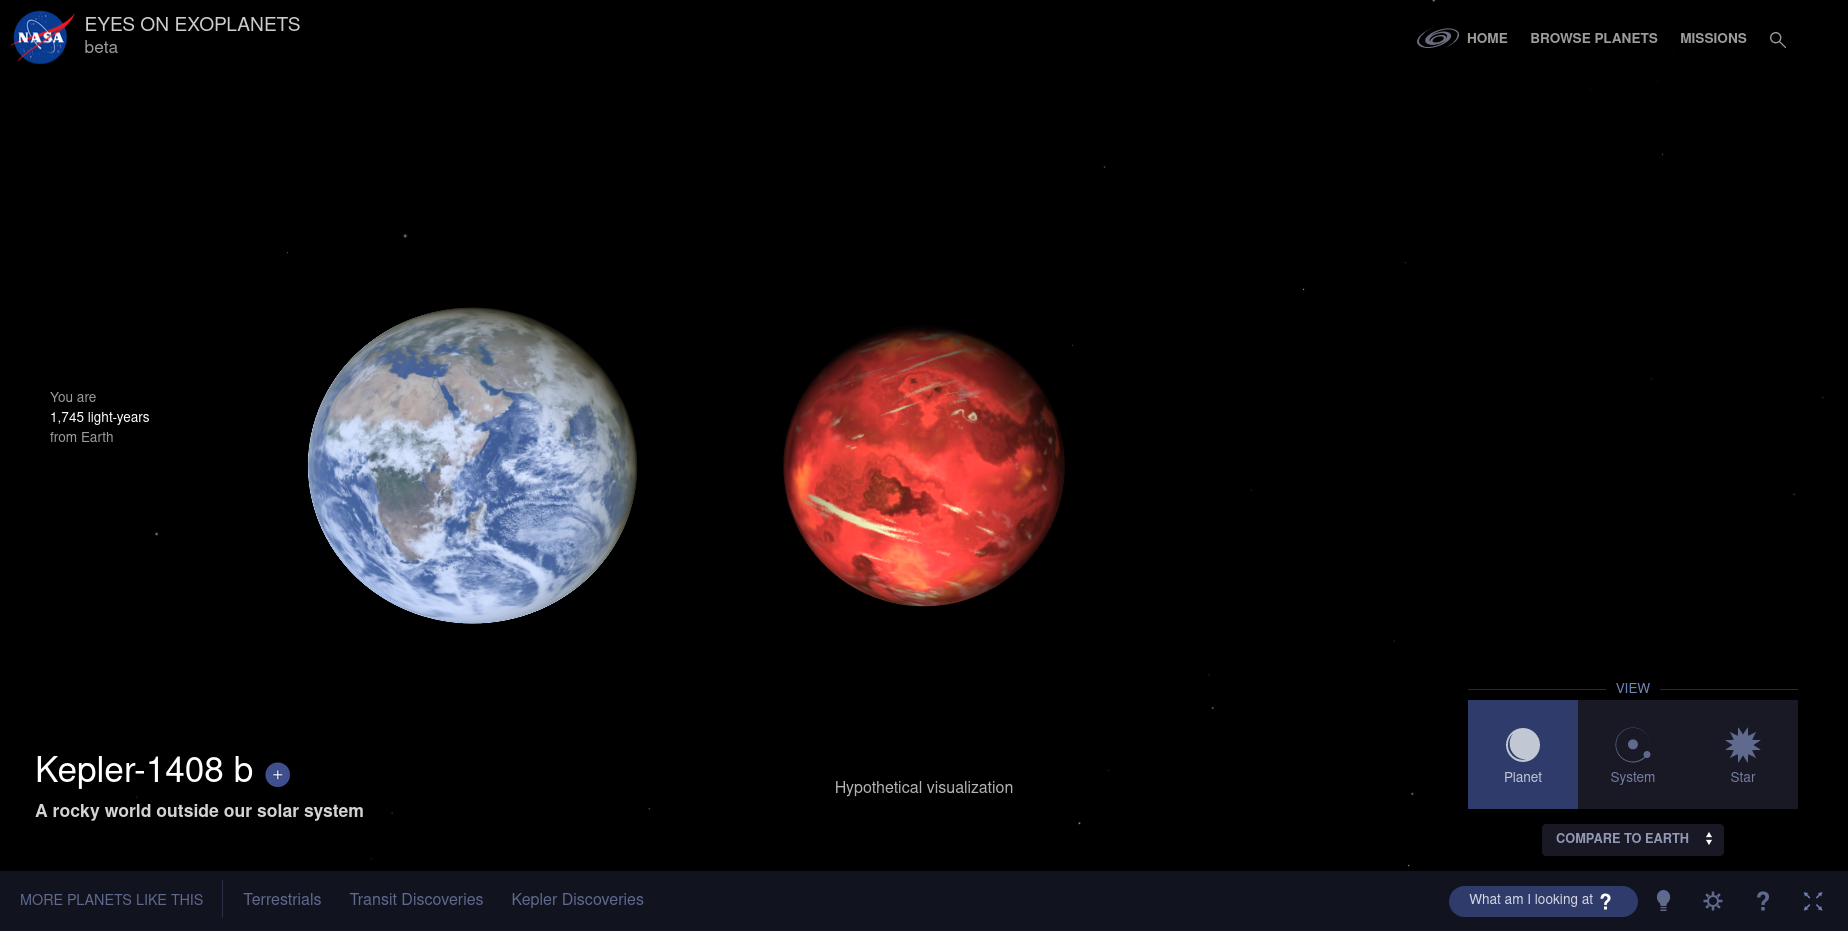 NASA
EYES ON EXOPLANETS
beta
HOME
BROWSE PLANETS
MISSIONS
You are
1,745 light-years
from Earth
Kepler-1408 b +
A rocky world outside our solar system
Hypothetical visualization
VIEW
Planet
System
Star
COMPARE TO EARTH
MORE PLANETS LIKE THIS
Terrestrials
Transit Discoveries
Kepler Discoveries
What am I looking at ?
?